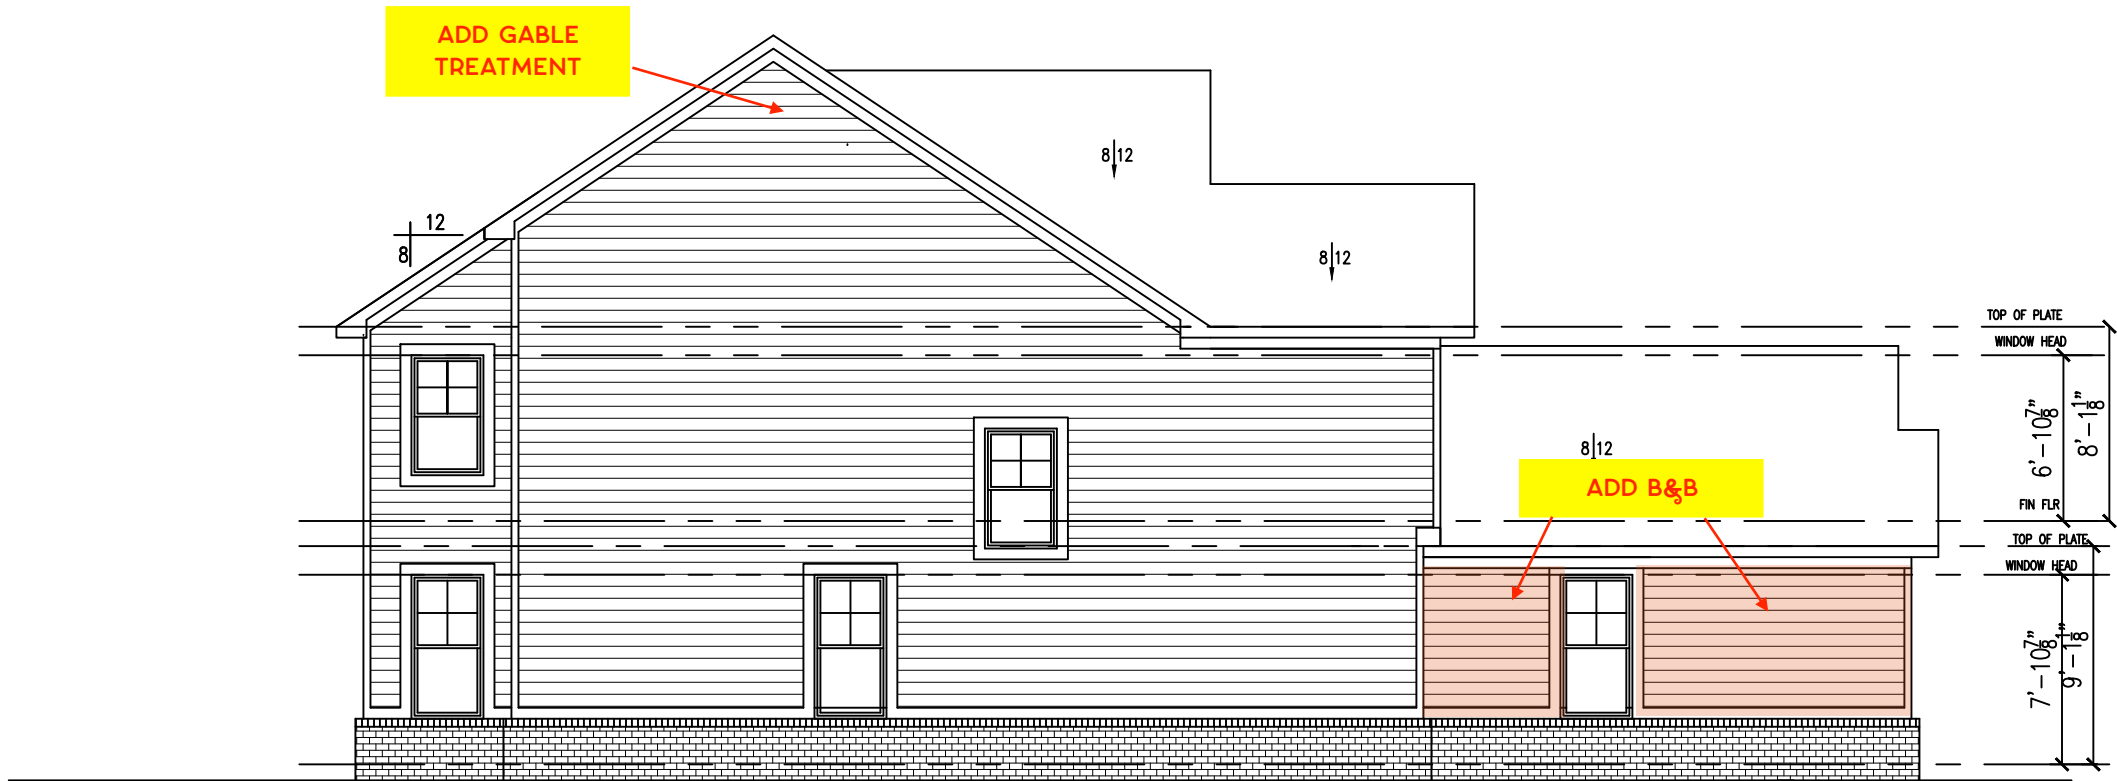 ADD GABLE
TREATMENT
8 12
12
8
8 12
TOP OF PLATE
WINDOW HEAD
6'-10 7/8"
8'-1 1/8"
8 12
ADD B&B
FIN FLR
TOP OF PLATE
WINDOW HEAD
7'-10 7/8"
9'-1 1/8"